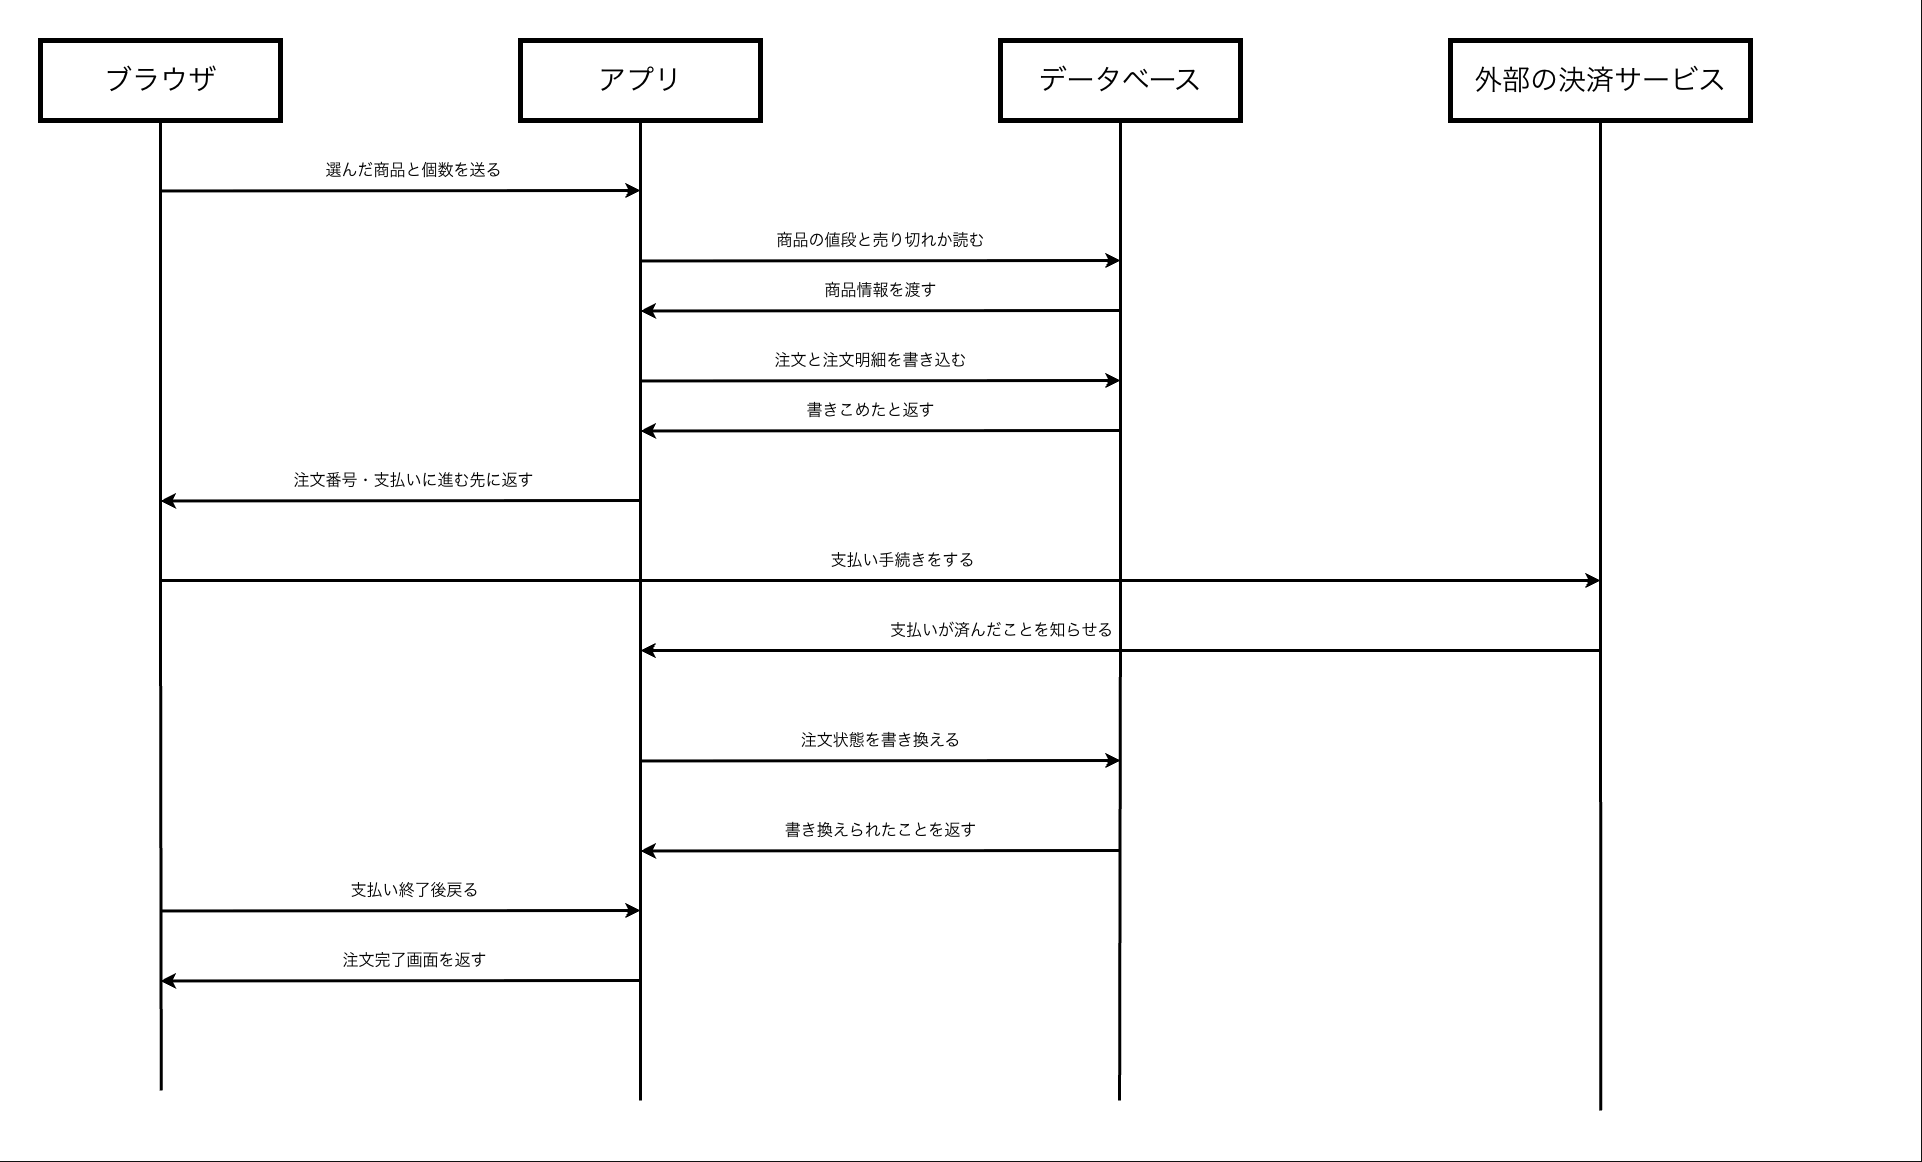 ブラウザ
アプリ
データベース
外部の決済サービス
選んだ商品と個数を送る
商品の値段と売り切れか読む
商品情報を渡す
注文と注文明細を書き込む
書きこめたと返す
注文番号・支払いに進む先に返す
支払い手続きをする
支払いが済んだことを知らせる
注文状態を書き換える
書き換えられたことを返す
支払い終了後戻る
注文完了画面を返す